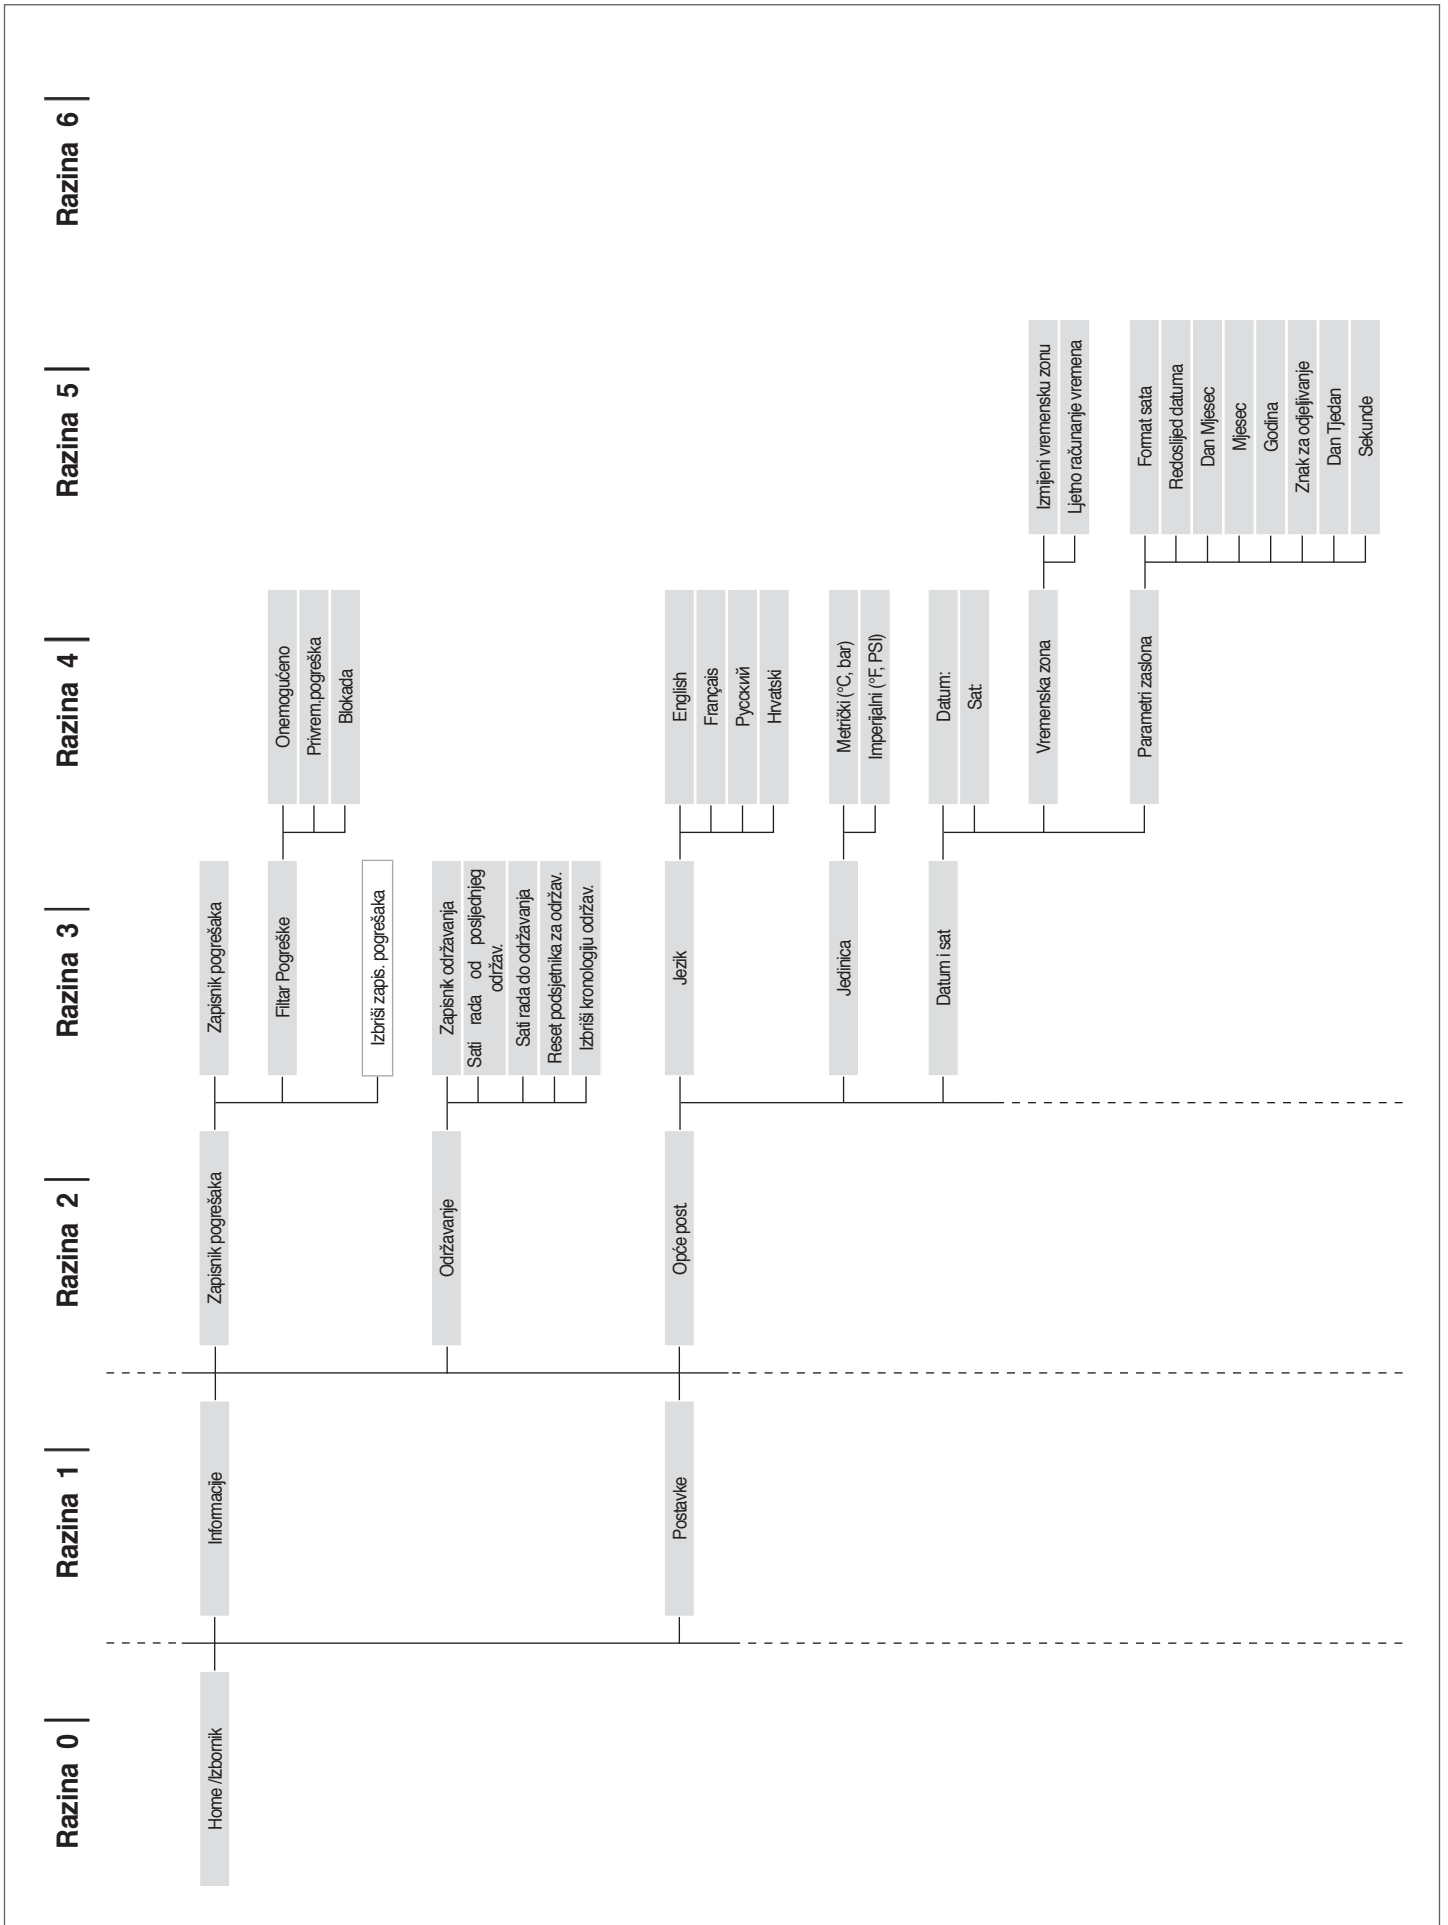 Razina 0
Razina 1
Razina 2
Razina 3
Razina 4
Razina 5
Razina 6
Home /Izbornik
Informacije
Zapisnik pogrešaka
Zapisnik pogrešaka
Filtar Pogreške
Onemogućeno
Privrem.pogreška
Blokada
Izbriši zapis. pogrešaka
Održavanje
Zapisnik održavanja
Sati rada od posljednjeg
održav.
Sati rada do održavanja
Reset podsjetnika za održav.
Izbriši kronologiju održav.
Postavke
Opće post.
Jezik
English
Français
Русский
Hrvatski
Jedinica
Metrički (°C, bar)
Imperijalni (°F, PSI)
Datum i sat
Datum:
Sat:
Vremenska zona
Izmijeni vremensku zonu
Ljetno računanje vremena
Parametri zaslona
Format sata
Redoslijed datuma
Dan Mjesec
Mjesec
Godina
Znak za odjeljivanje
Dan Tjedan
Sekunde